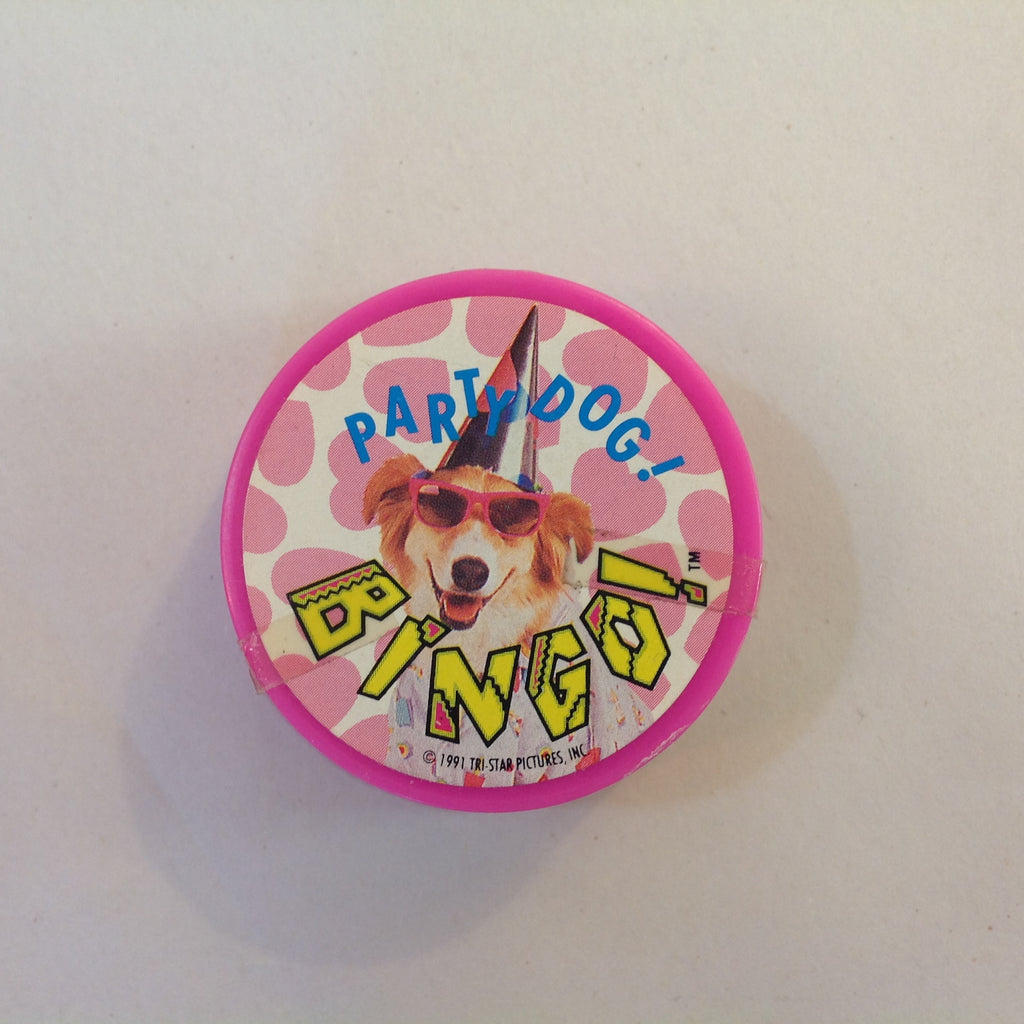 PARTY DOG!
BINGO!™
© 1991 TRI-STAR PICTURES, INC.